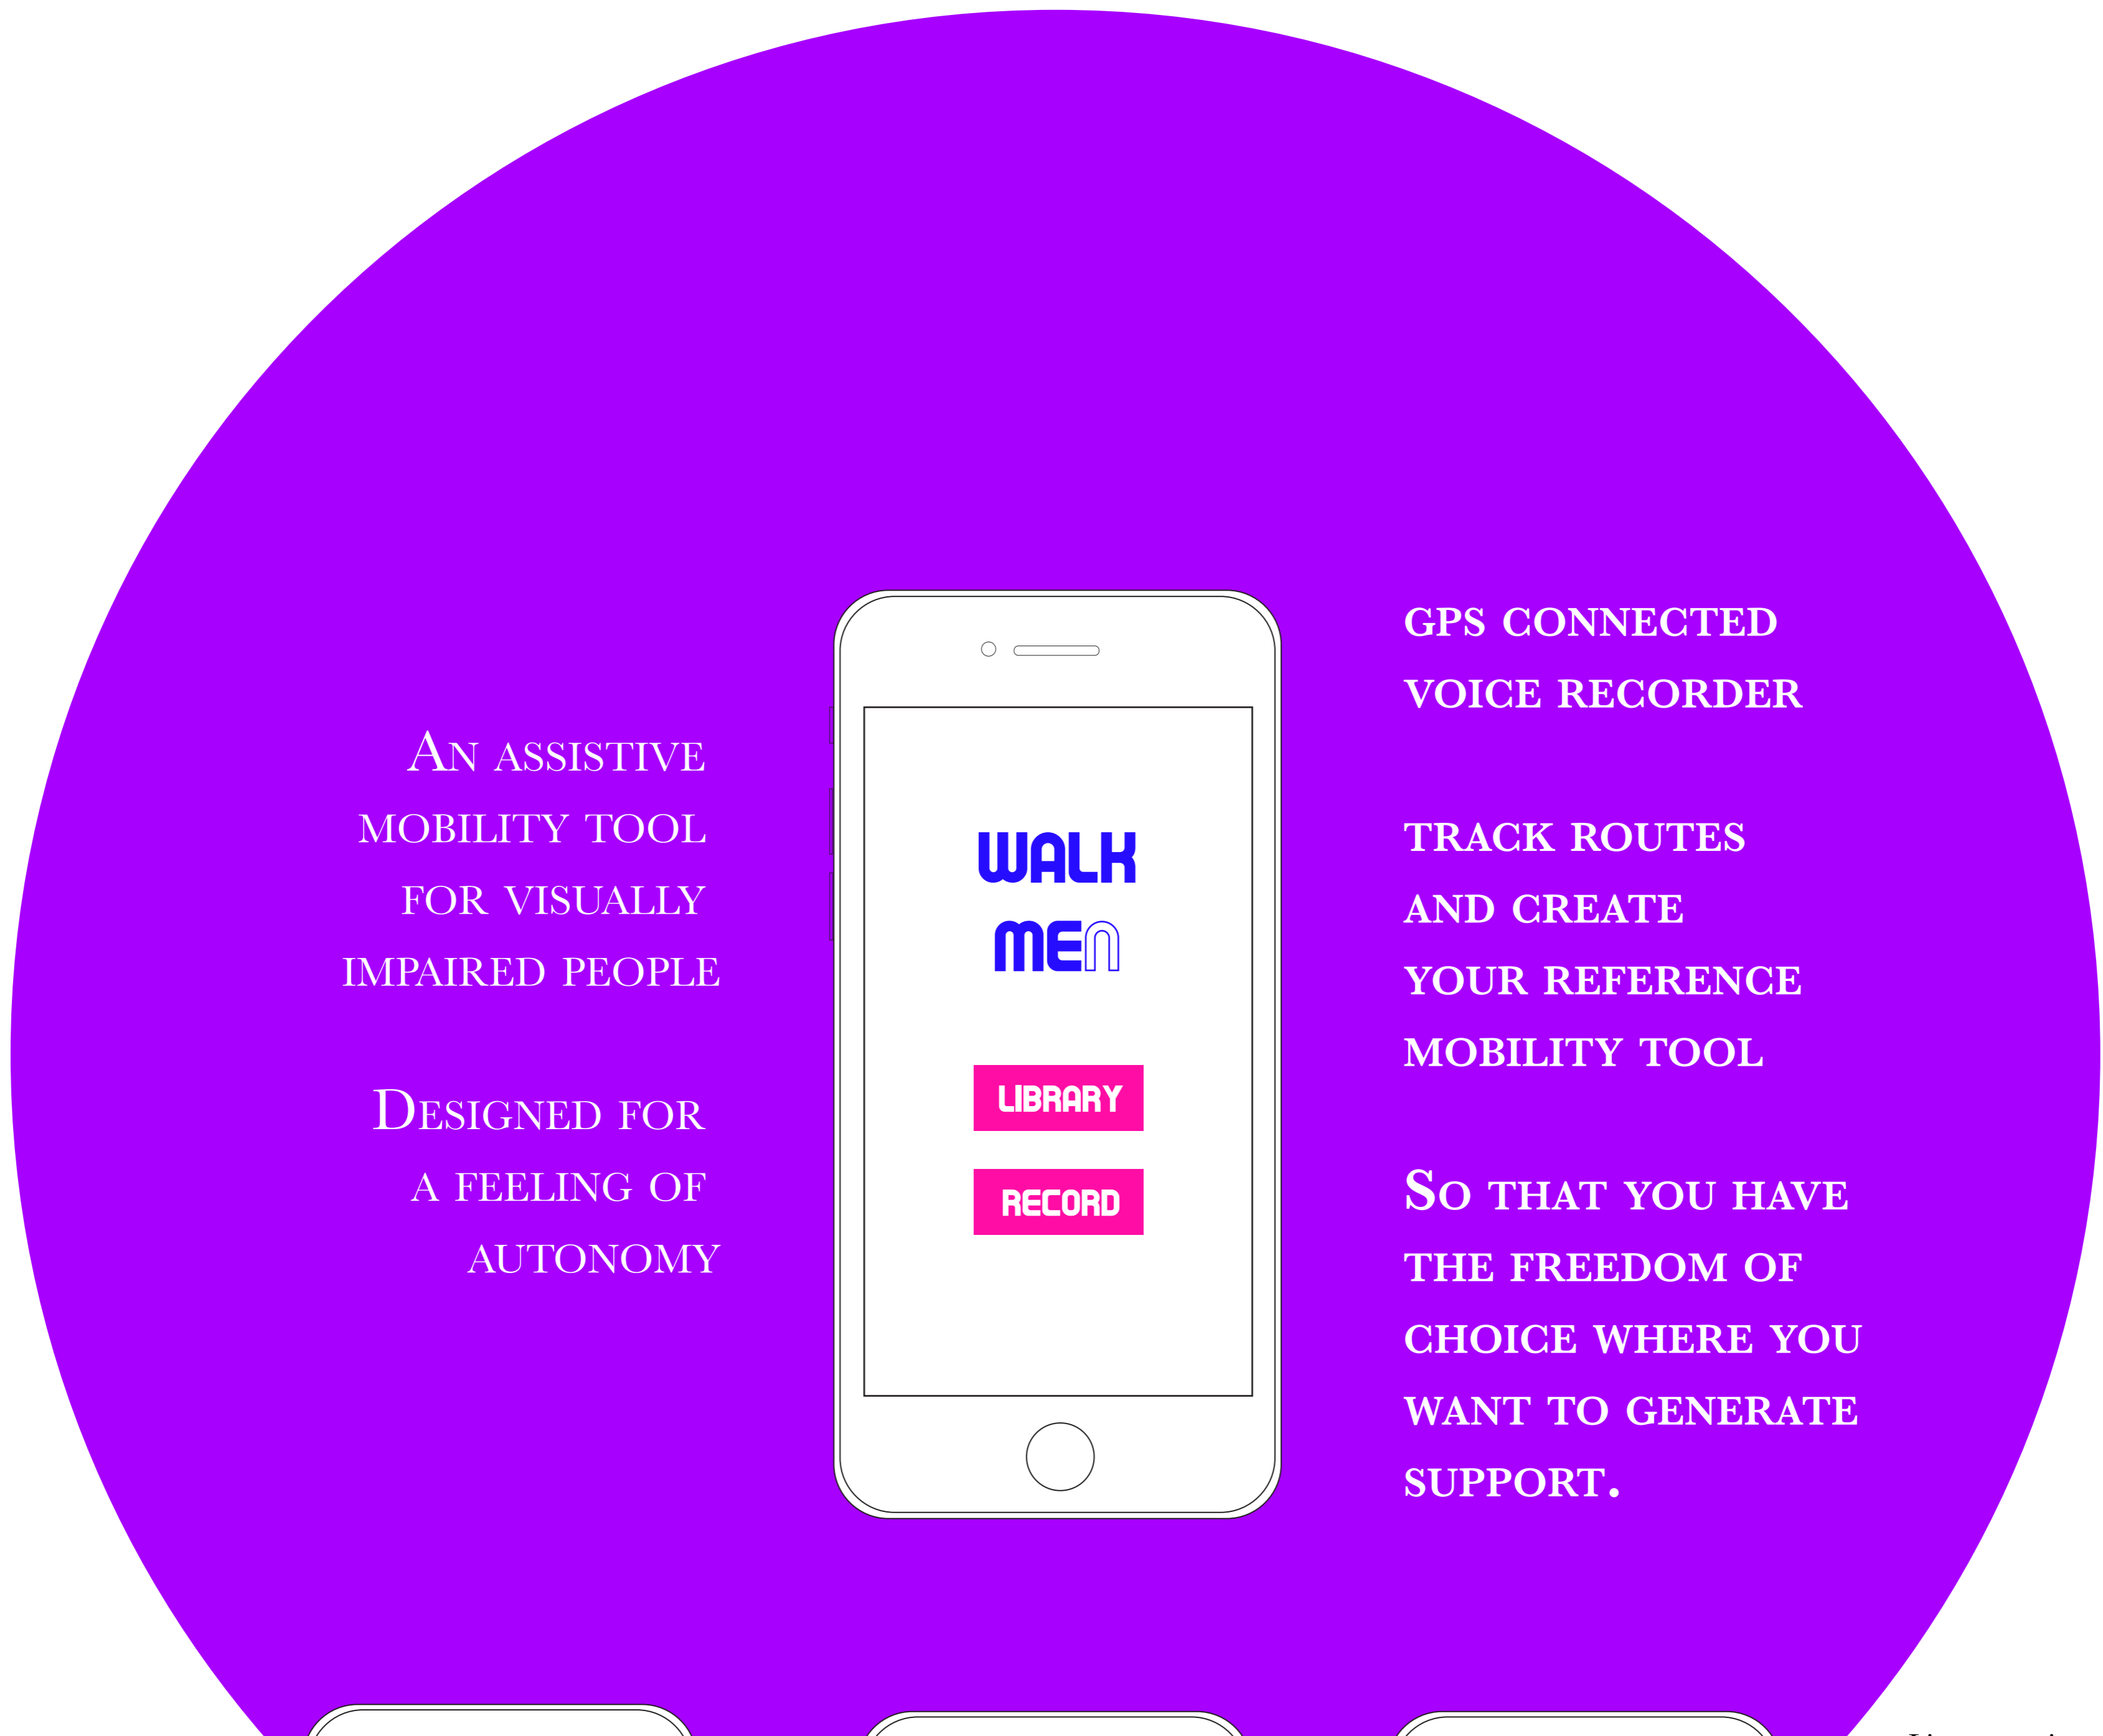 An assistive
mobility tool
for visually
impaired people
Designed for
a feeling of
autonomy
WALK
MEN
LIBRARY
RECORD
GPS connected
voice recorder
track routes
and create
your reference
mobility tool
So that you have
the freedom of
choice where you
want to generate
support.